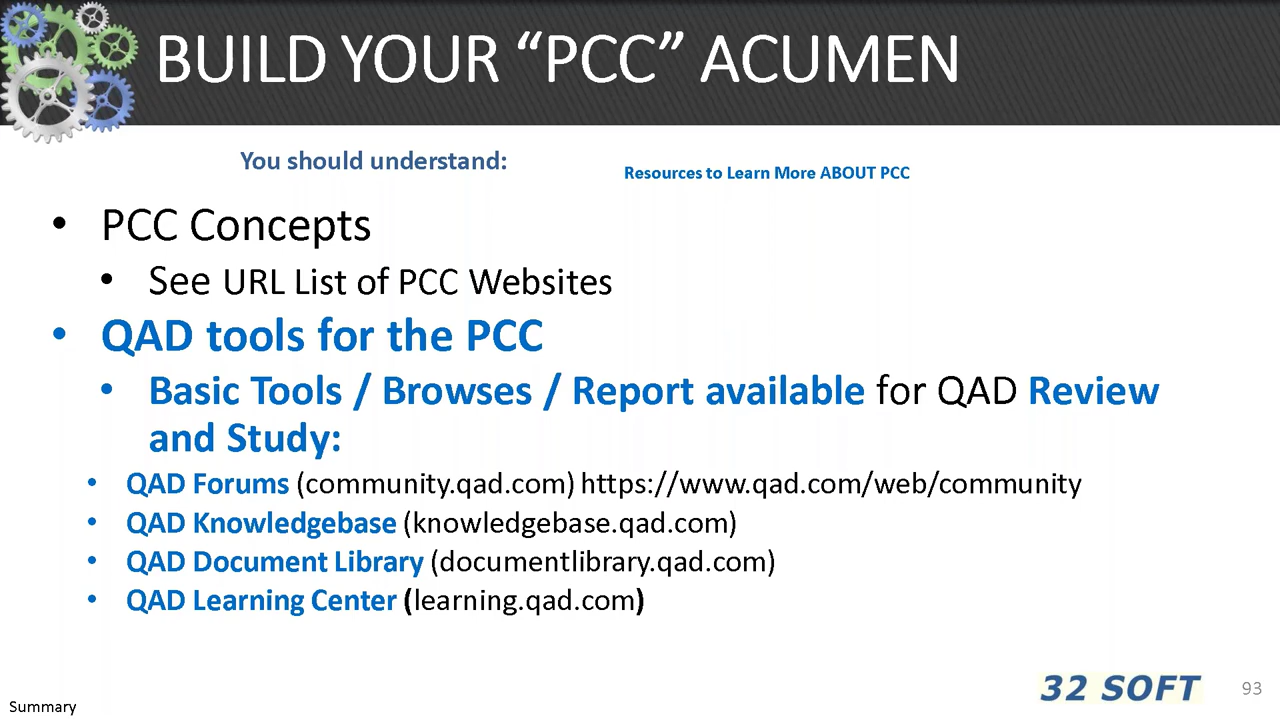 BUILD YOUR “PCC” ACUMEN
You should understand:
Resources to Learn More ABOUT PCC
• PCC Concepts
• See URL List of PCC Websites
• QAD tools for the PCC
• Basic Tools / Browses / Report available for QAD Review
and Study:
• QAD Forums (community.qad.com) https://www.qad.com/web/community
• QAD Knowledgebase (knowledgebase.qad.com)
• QAD Document Library (documentlibrary.qad.com)
• QAD Learning Center (learning.qad.com)
32 SOFT
93
Summary